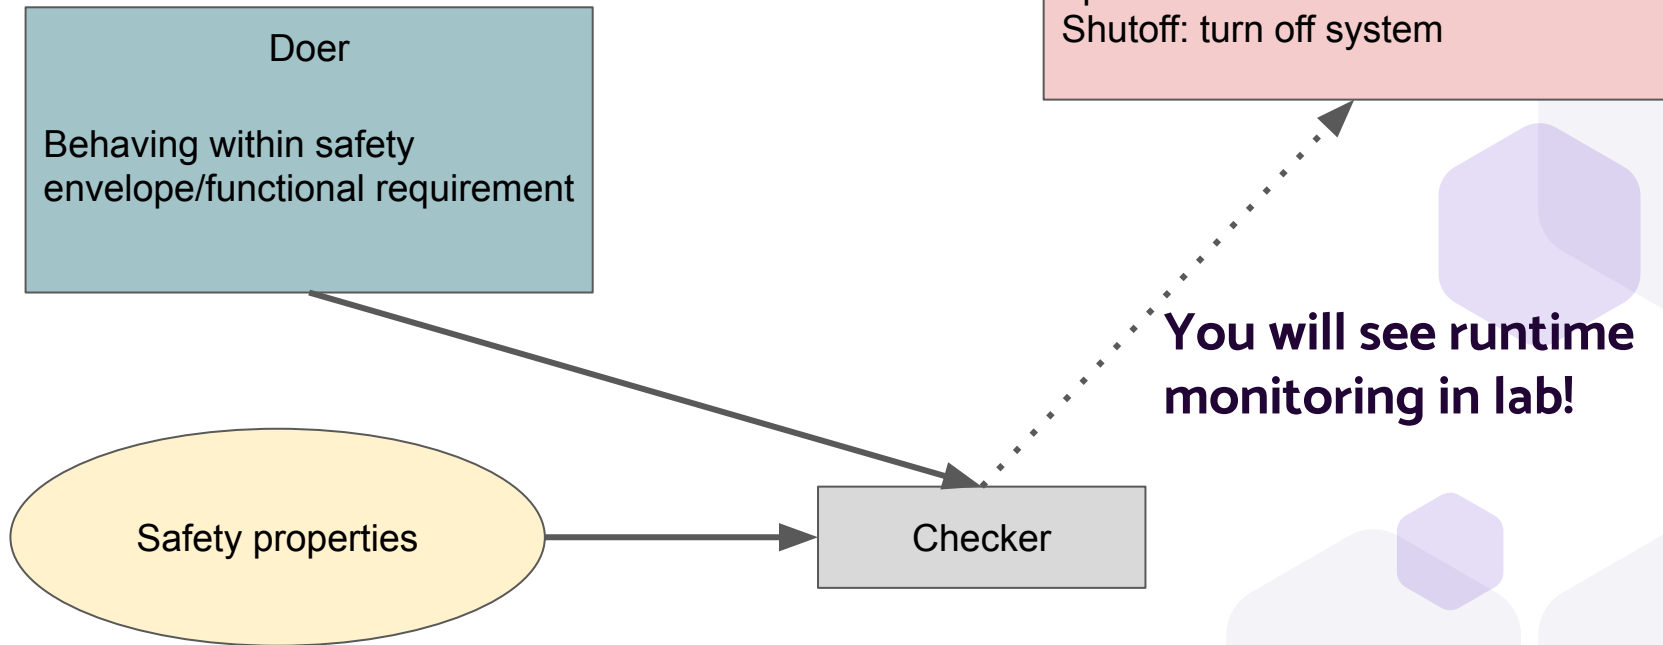 Shutoff: turn off system
Doer
Behaving within safety
envelope/functional requirement
You will see runtime
monitoring in lab!
Safety properties
Checker